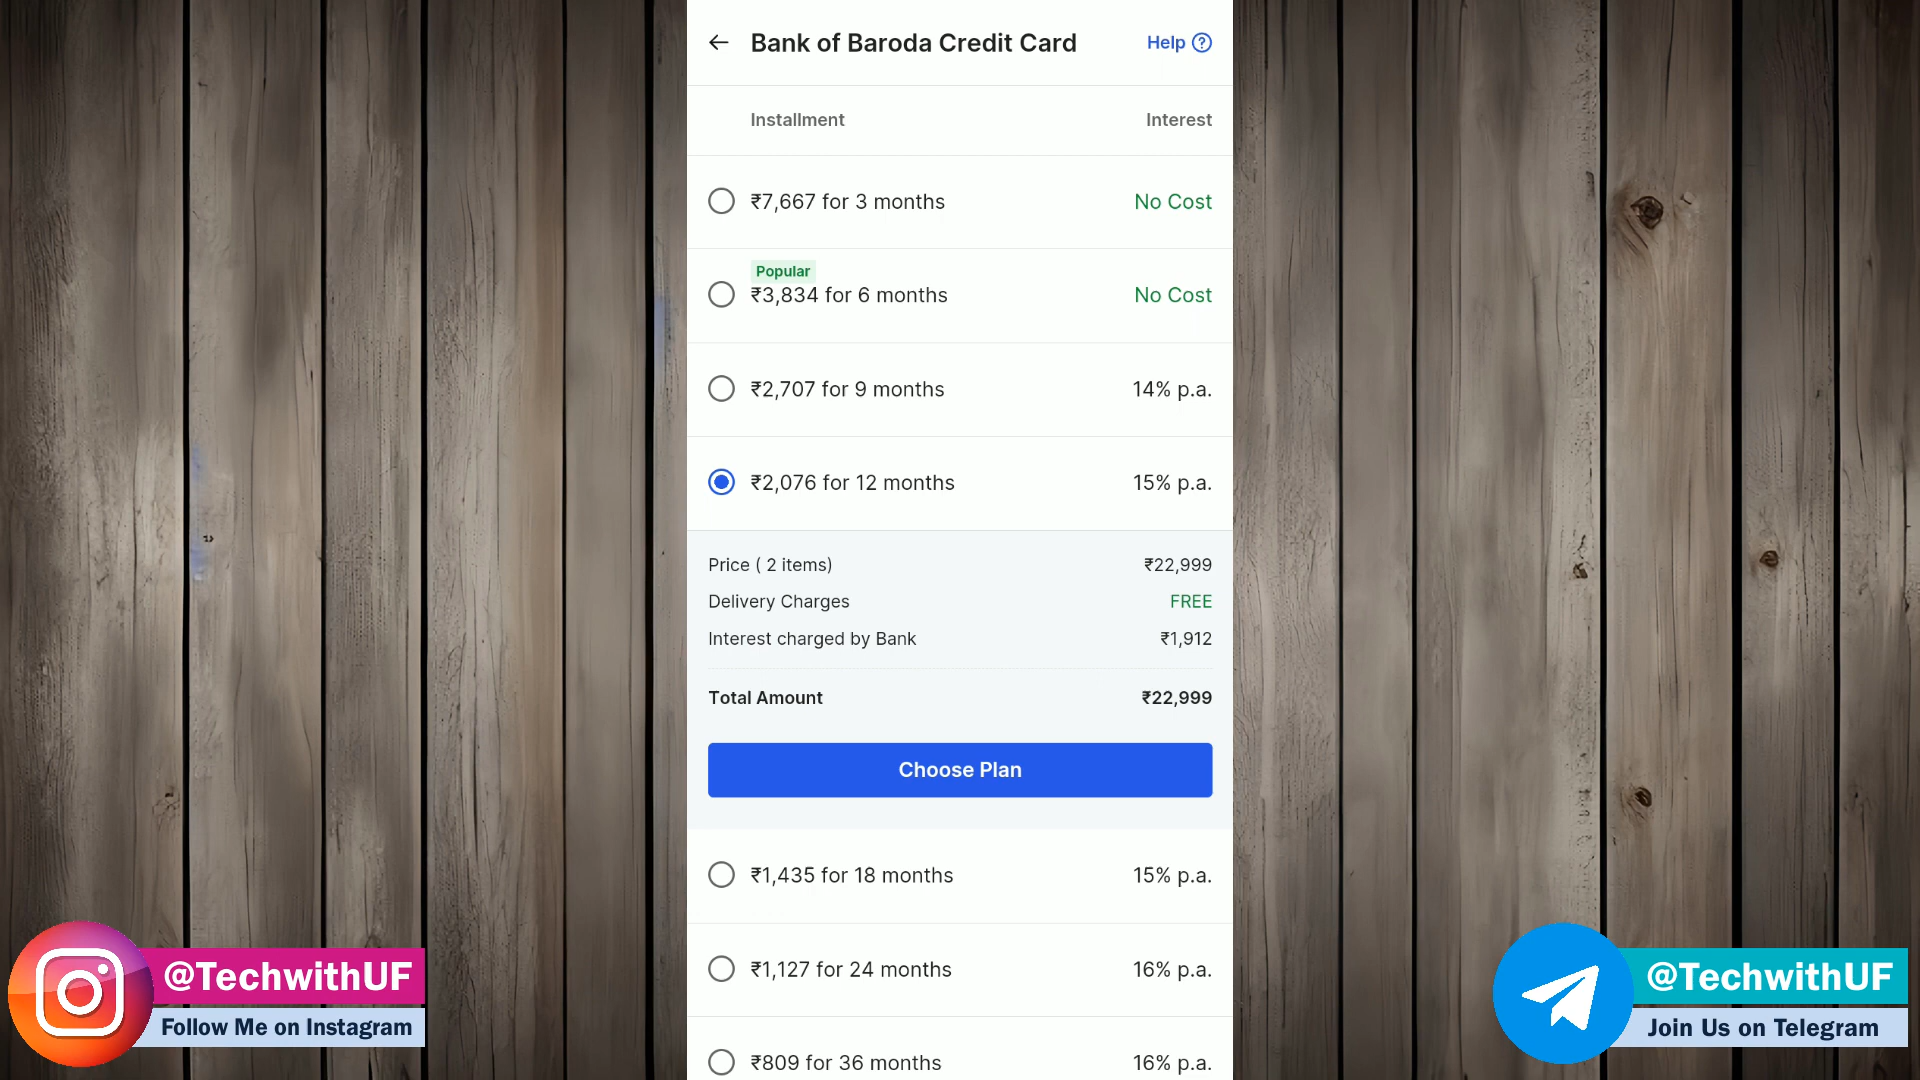 Bank of Baroda Credit Card
Help
Installment Interest
₹7,667 for 3 months No Cost
Popular
₹3,834 for 6 months No Cost
₹2,707 for 9 months 14% p.a.
₹2,076 for 12 months 15% p.a.
Price ( 2 items) ₹22,999
Delivery Charges FREE
Interest charged by Bank ₹1,912
Total Amount ₹22,999
Choose Plan
₹1,435 for 18 months 15% p.a.
₹1,127 for 24 months 16% p.a.
₹809 for 36 months 16% p.a.
@TechwithUF
Follow Me on Instagram
@TechwithUF
Join Us on Telegram